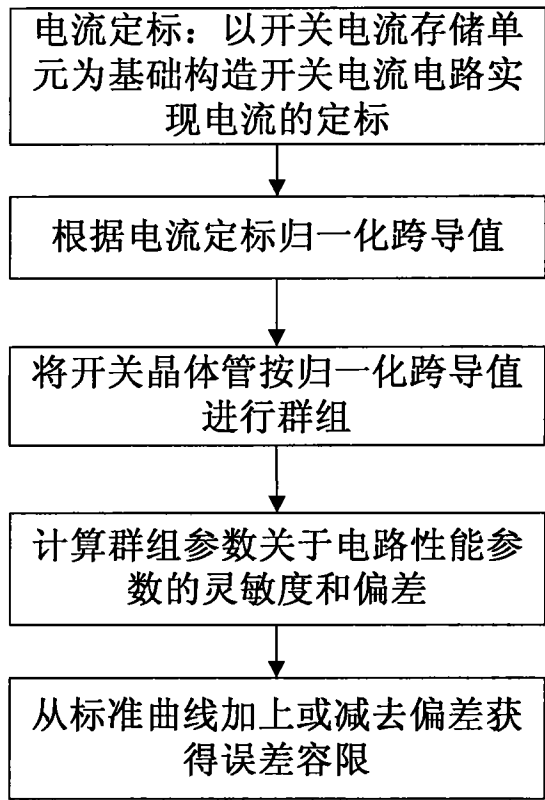 电流定标：以开关电流存储单
元为基础构造开关电流电路实
现电流的定标
根据电流定标归一化跨导值
将开关晶体管按归一化跨导值
进行群组
计算群组参数关于电路性能参
数的灵敏度和偏差
从标准曲线加上或减去偏差获
得误差容限